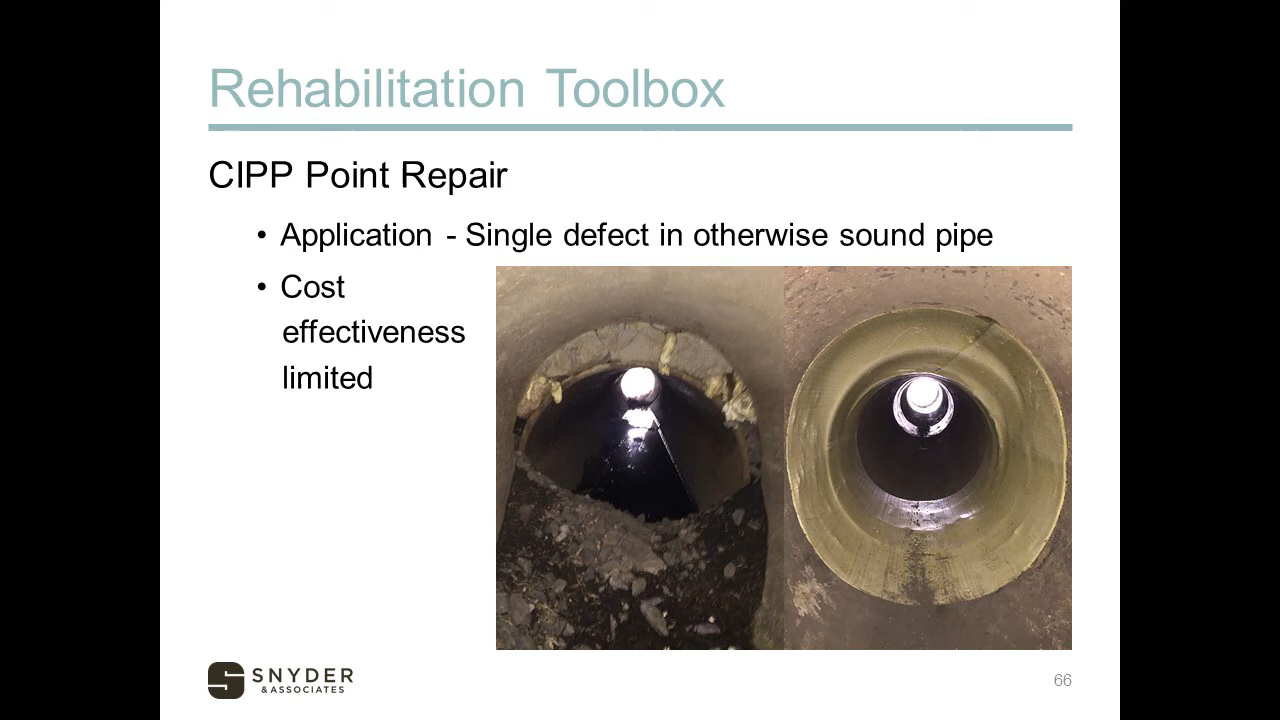 Rehabilitation Toolbox
CIPP Point Repair
• Application - Single defect in otherwise sound pipe
• Cost
effectiveness
limited
SNYDER
& ASSOCIATES
66